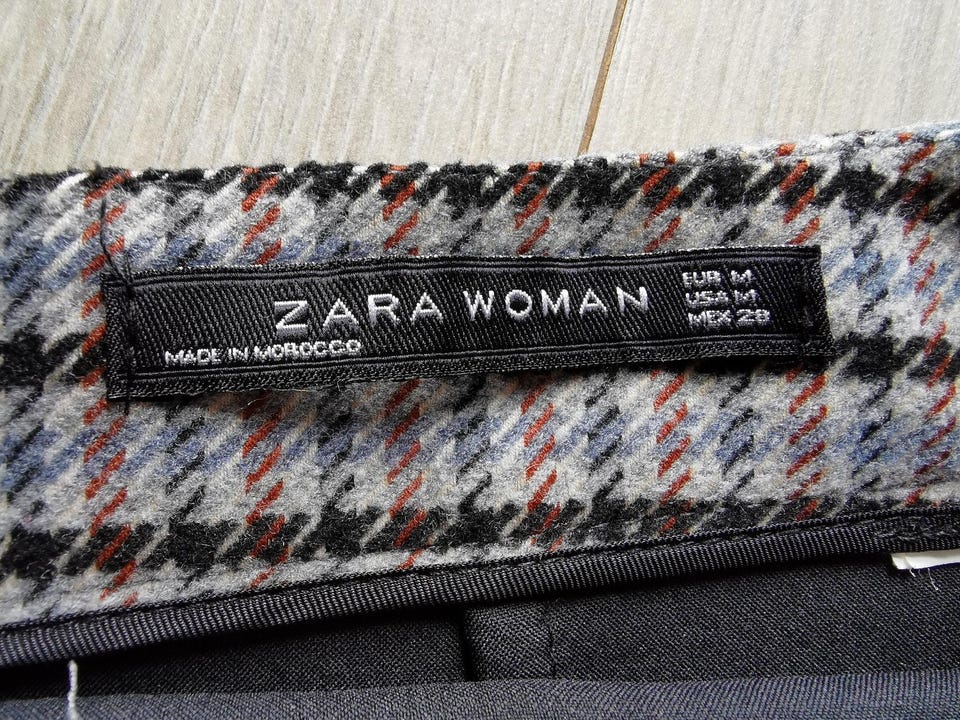 ZARA WOMAN
MADE IN MOROCCO
EUR M
USA M
MEX 28